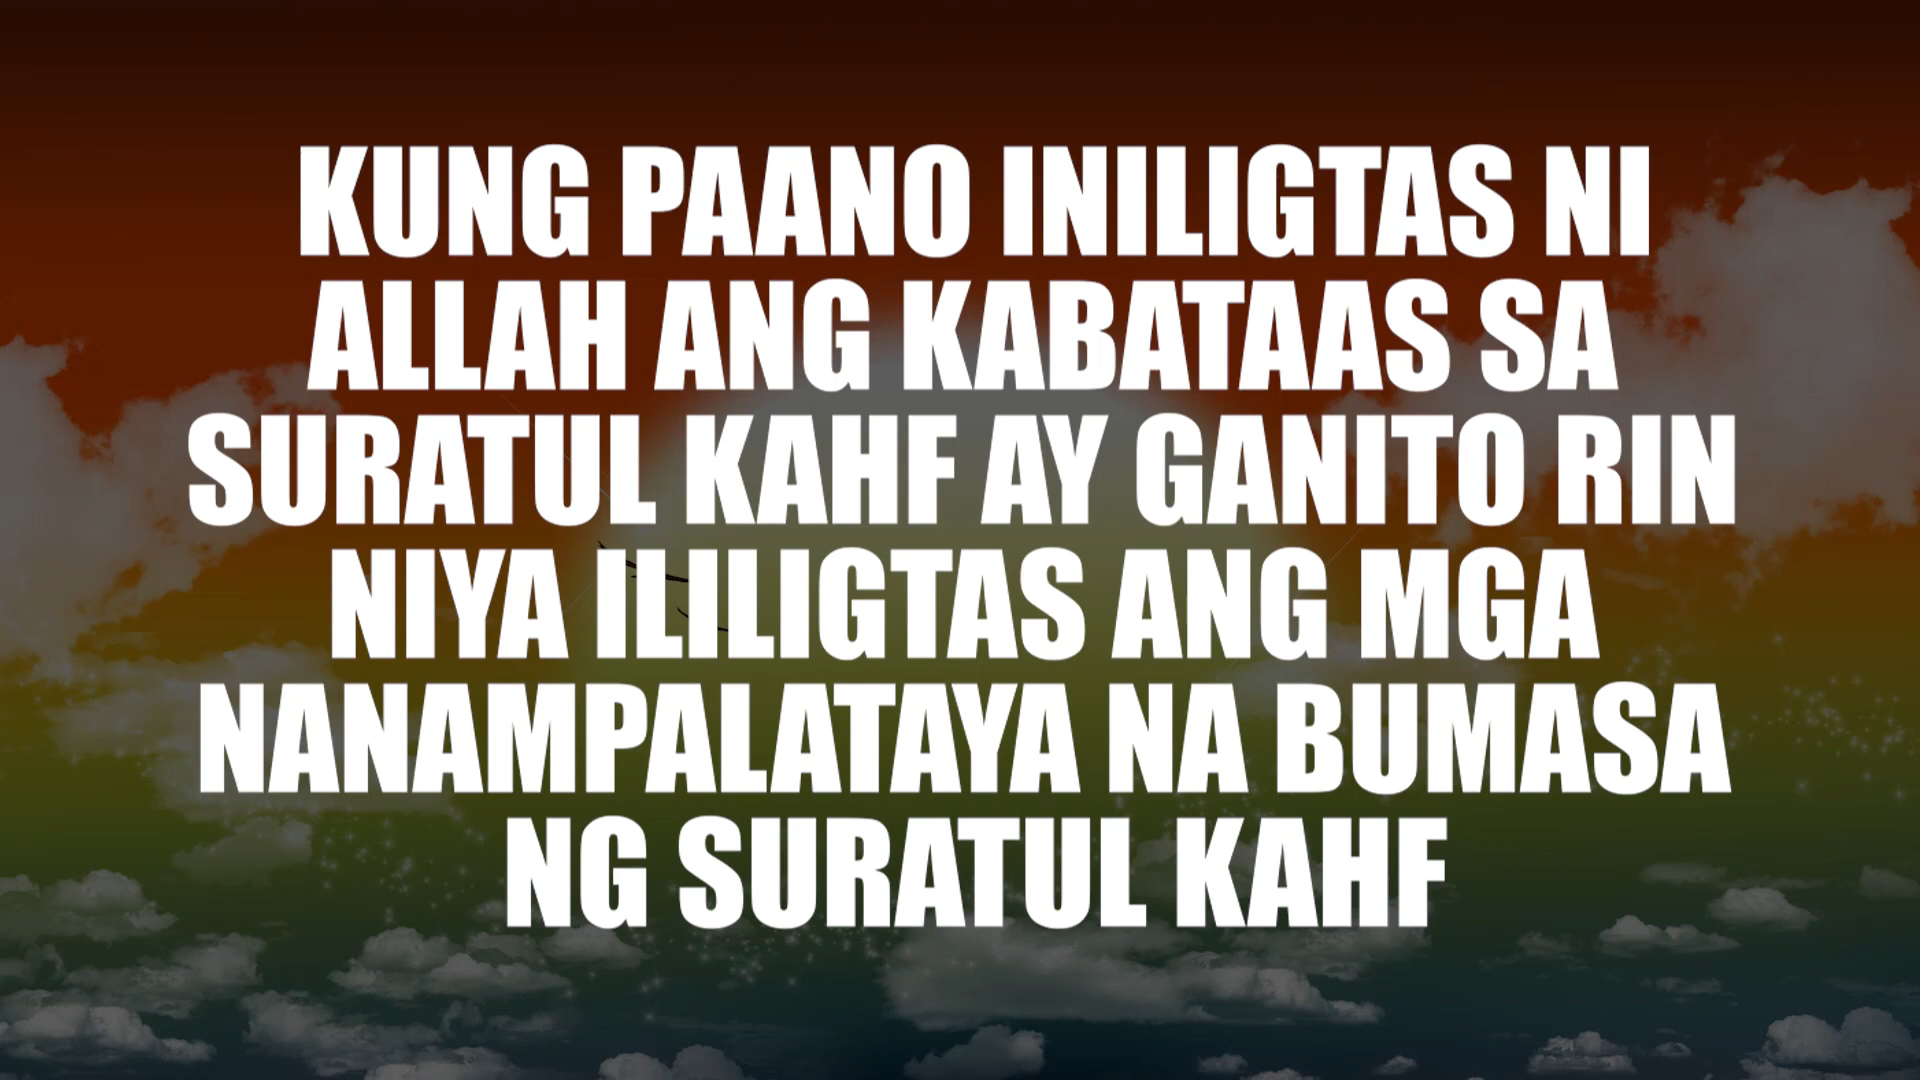 KUNG PAANO INILIGTAS NI
ALLAH ANG KABATAAS SA
SURATUL KAHF AY GANITO RIN
NIYA ILILIGTAS ANG MGA
NANAMPALATAYA NA BUMASA
NG SURATUL KAHF